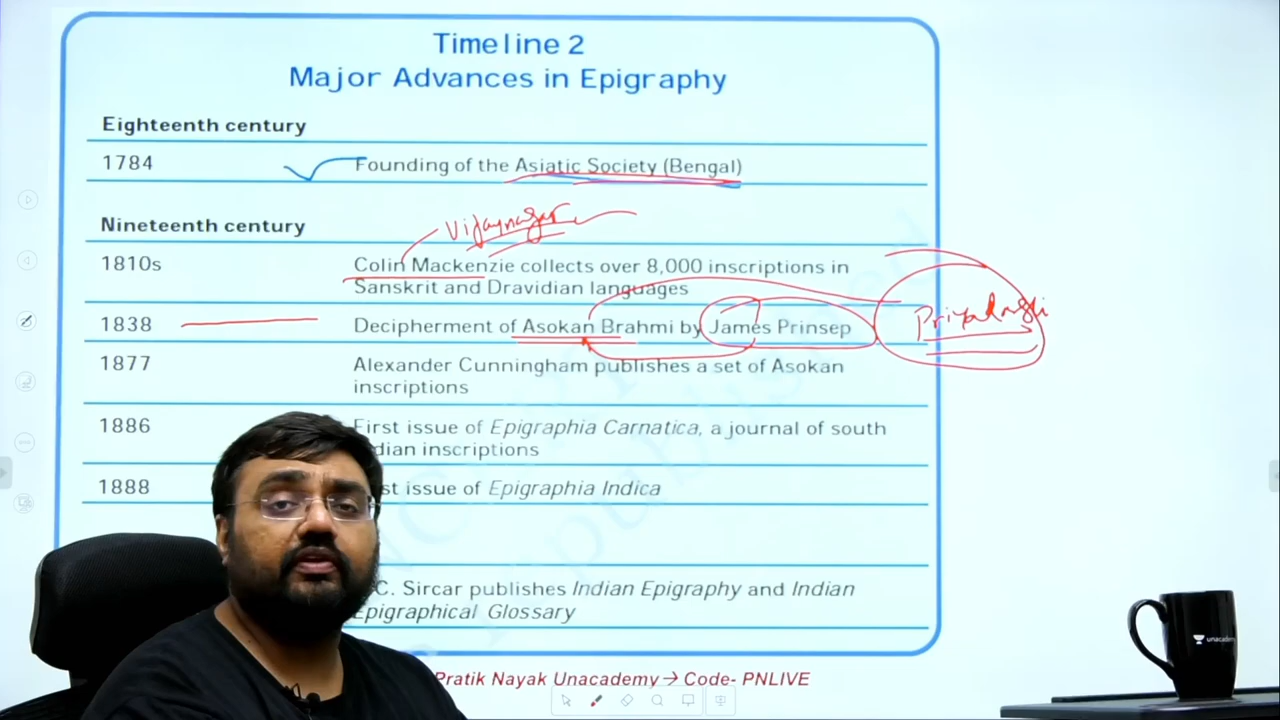 Timeline 2
Major Advances in Epigraphy
Eighteenth century
1784 Founding of the Asiatic Society (Bengal)
Nineteenth century
Vijaynagar
1810s Colin Mackenzie collects over 8,000 inscriptions in
Sanskrit and Dravidian languages
1838 Decipherment of Asokan Brahmi by James Prinsep
1877 Alexander Cunningham publishes a set of Asokan
inscriptions
1886 First issue of Epigraphia Carnatica, a journal of south
dian inscriptions
1888 st issue of Epigraphia Indica
C. Sircar publishes Indian Epigraphy and Indian
Epigraphical Glossary
Pratik Nayak Unacademy → Code- PNLIVE
unacademy